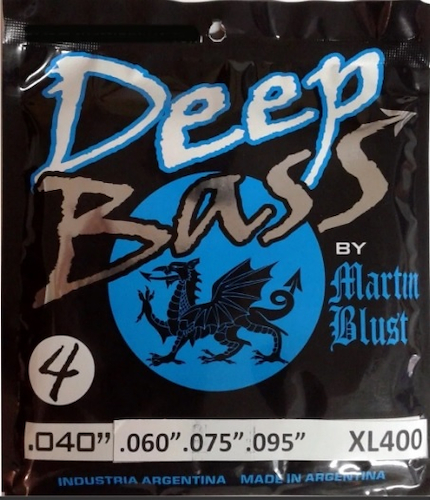 Deep
Bass
BY
Martin
Blust
4
.040” .060”.075”.095” XL400
INDUSTRIA ARGENTINA MADE IN ARGENTINA